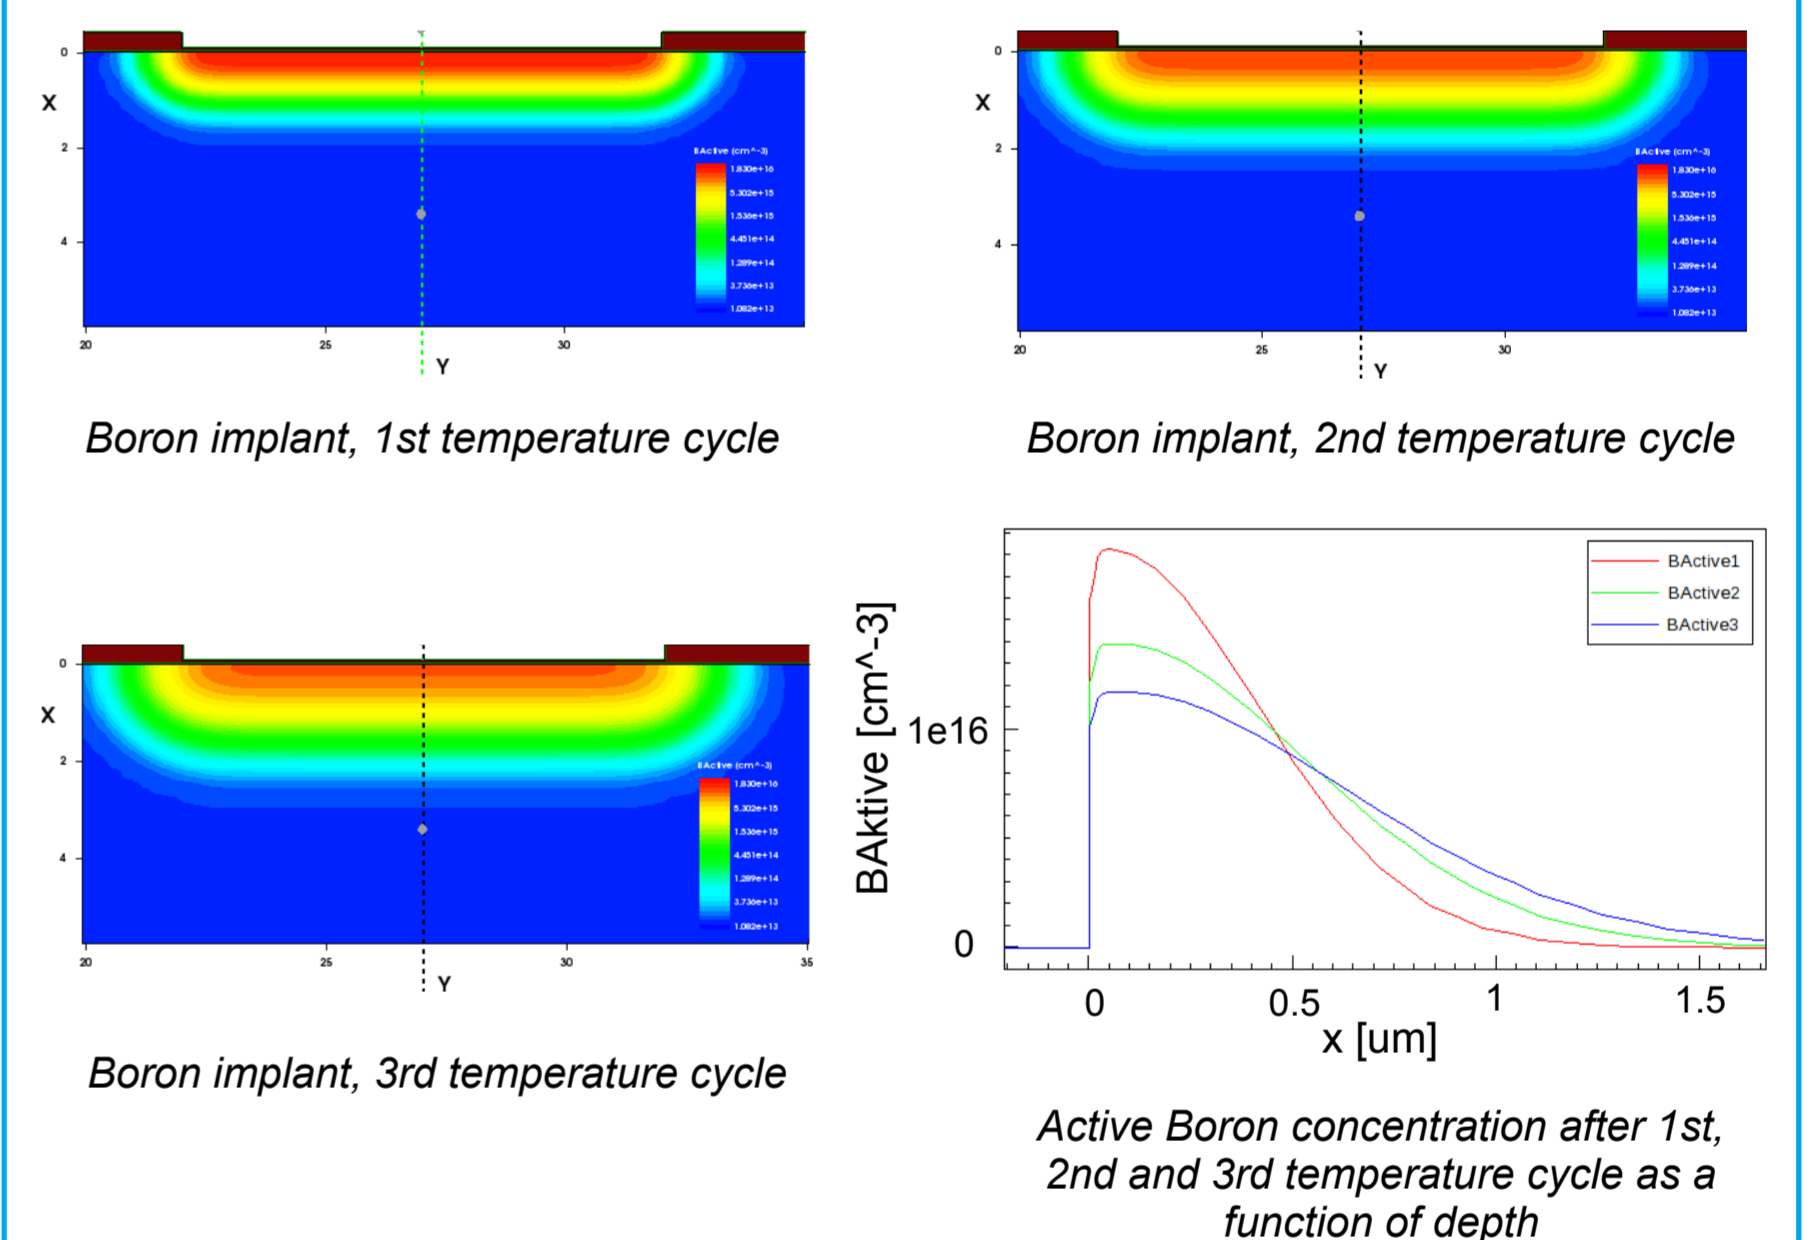 0
X
2
4
BActive (cm^-3)
1.830e+16
5.302e+15
1.536e+15
4.451e+14
1.289e+14
3.736e+13
1.082e+13
20
25
30
Y
Boron implant, 1st temperature cycle
0
X
2
4
BActive (cm^-3)
1.830e+16
5.302e+15
1.536e+15
4.451e+14
1.289e+14
3.736e+13
1.082e+13
20
25
30
Y
Boron implant, 2nd temperature cycle
0
X
2
4
BActive (cm^-3)
1.830e+16
5.302e+15
1.536e+15
4.451e+14
1.289e+14
3.736e+13
1.082e+13
20
25
30
35
Y
Boron implant, 3rd temperature cycle
BAktive [cm^-3]
1e16
0
BActive1
BActive2
BActive3
0
0.5
1
1.5
x [um]
Active Boron concentration after 1st,
2nd and 3rd temperature cycle as a
function of depth